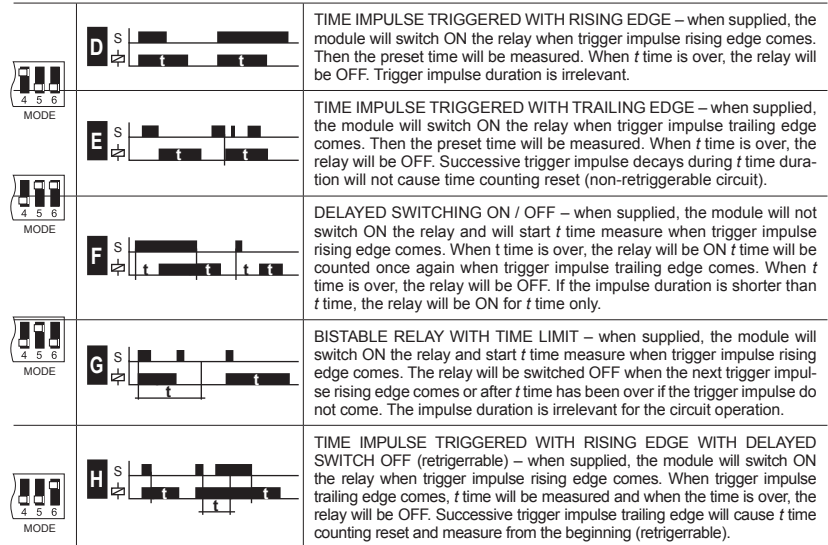 4 5 6
MODE
D S
t t
TIME IMPULSE TRIGGERED WITH RISING EDGE – when supplied, the
module will switch ON the relay when trigger impulse rising edge comes.
Then the preset time will be measured. When t time is over, the relay will
be OFF. Trigger impulse duration is irrelevant.
E S
t t
TIME IMPULSE TRIGGERED WITH TRAILING EDGE – when supplied,
the module will switch ON the relay when trigger impulse trailing edge
comes. Then the preset time will be measured. When t time is over, the
relay will be OFF. Successive trigger impulse decays during t time dura-
tion will not cause time counting reset (non-retriggerable circuit).
4 5 6
MODE
F S
t t t t
DELAYED SWITCHING ON / OFF – when supplied, the module will not
switch ON the relay and will start t time measure when trigger impulse
rising edge comes. When t time is over, the relay will be ON t time will be
counted once again when trigger impulse trailing edge comes. When t
time is over, the relay will be OFF. If the impulse duration is shorter than
t time, the relay will be ON for t time only.
4 5 6
MODE
G S
t
t
BISTABLE RELAY WITH TIME LIMIT – when supplied, the module will
switch ON the relay and start t time measure when trigger impulse rising
edge comes. The relay will be switched OFF when the next trigger impul-
se rising edge comes or after t time has been over if the trigger impulse do
not come. The impulse duration is irrelevant for the circuit operation.
4 5 6
MODE
H S
t t
t
TIME IMPULSE TRIGGERED WITH RISING EDGE WITH DELAYED
SWITCH OFF (retrigerrable) – when supplied, the module will switch ON
the relay when trigger impulse rising edge comes. When trigger impulse
trailing edge comes, t time will be measured and when the time is over, the
relay will be OFF. Successive trigger impulse trailing edge will cause t time
counting reset and measure from the beginning (retrigerrable).